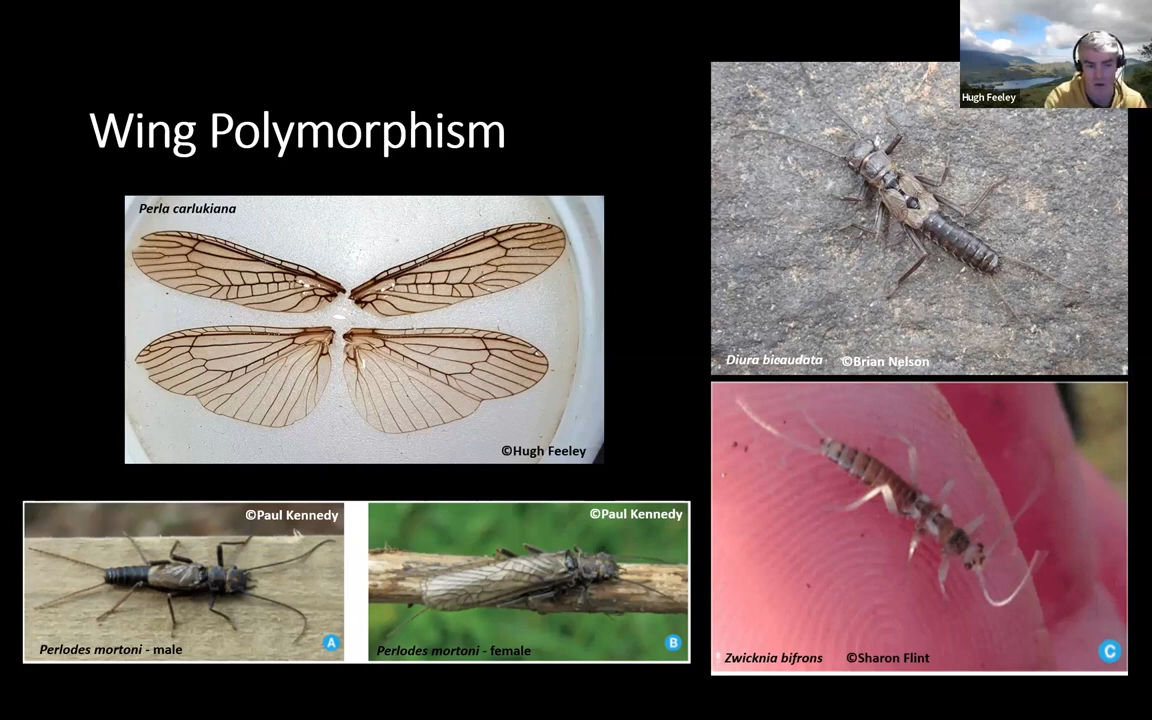 Wing Polymorphism
Perla carlukiana
©Hugh Feeley
©Paul Kennedy
Perlodes mortoni - male
A
©Paul Kennedy
Perlodes mortoni - female
B
Hugh Feeley
Diura bicaudata ©Brian Nelson
Zwicknia bifrons ©Sharon Flint
C